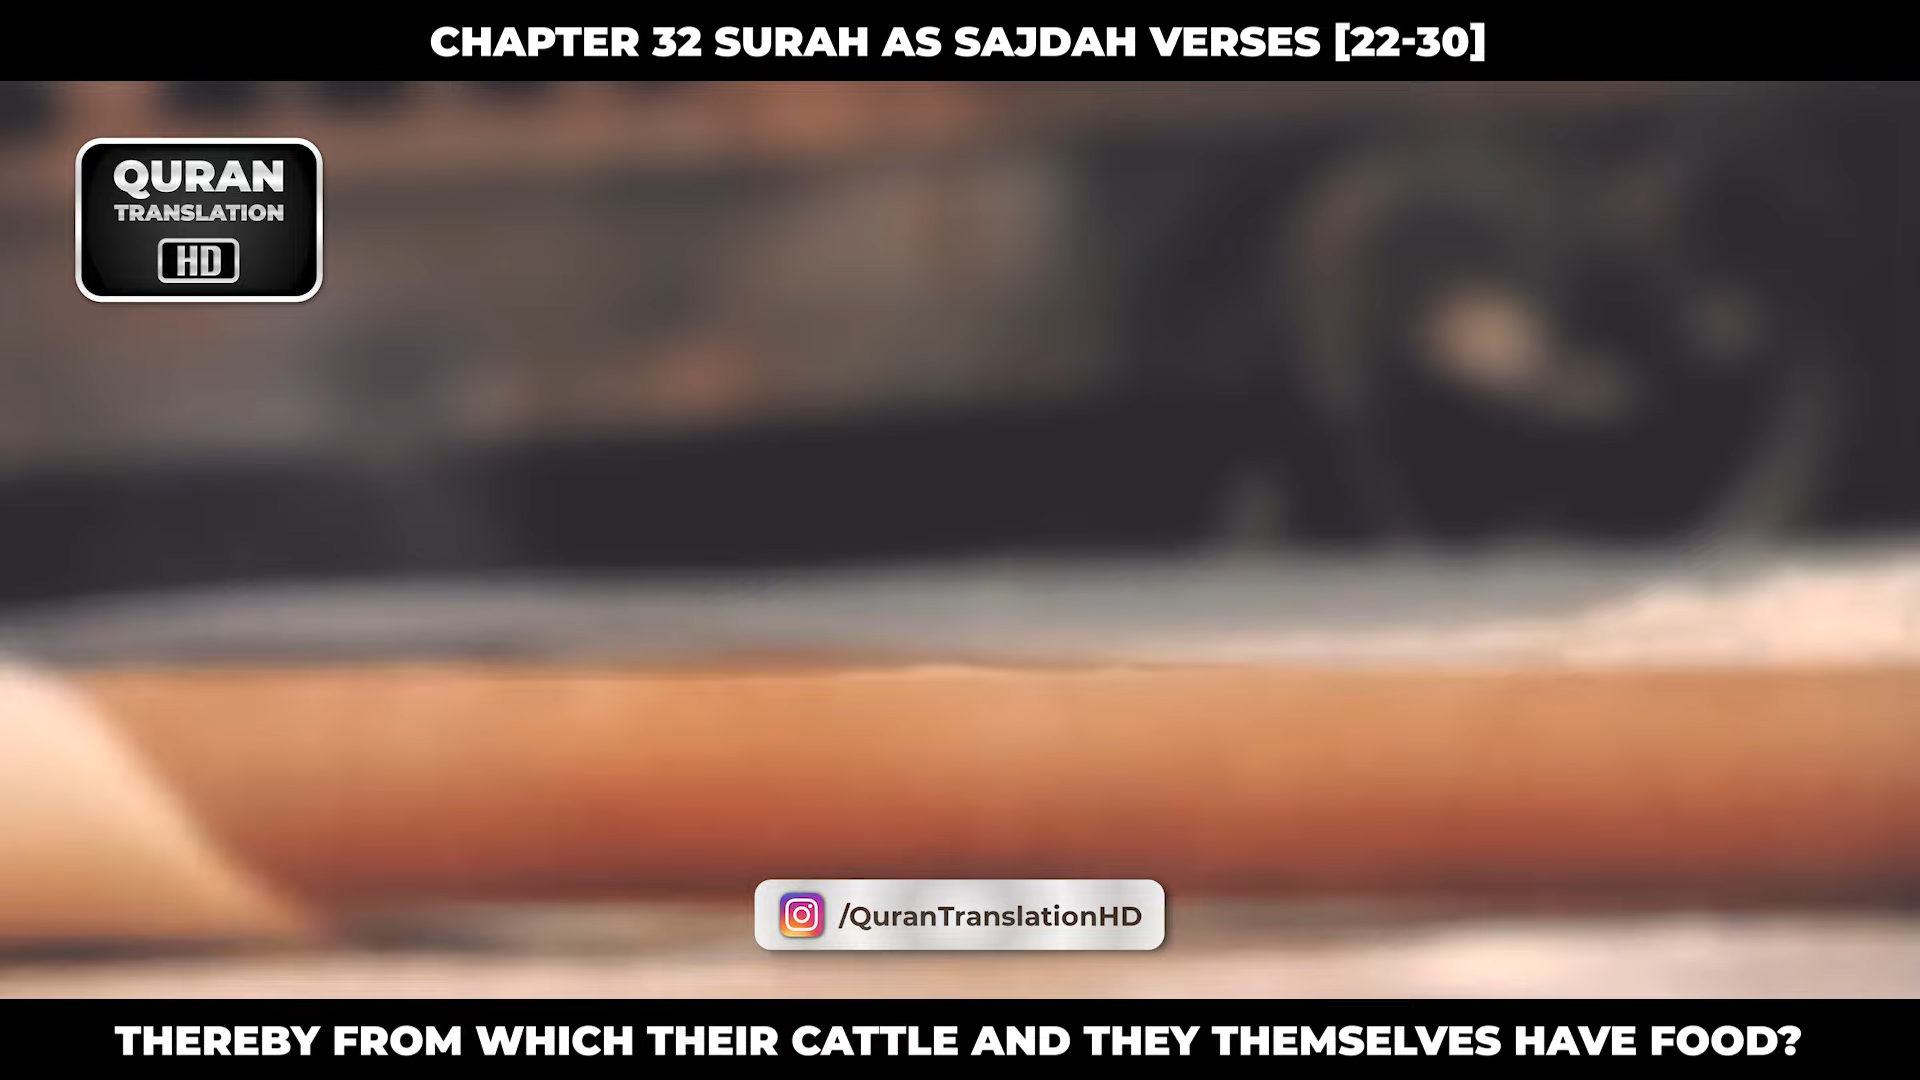 CHAPTER 32 SURAH AS SAJDAH VERSES [22-30]
QURAN
TRANSLATION
HD
/QuranTranslationHD
THEREBY FROM WHICH THEIR CATTLE AND THEY THEMSELVES HAVE FOOD?